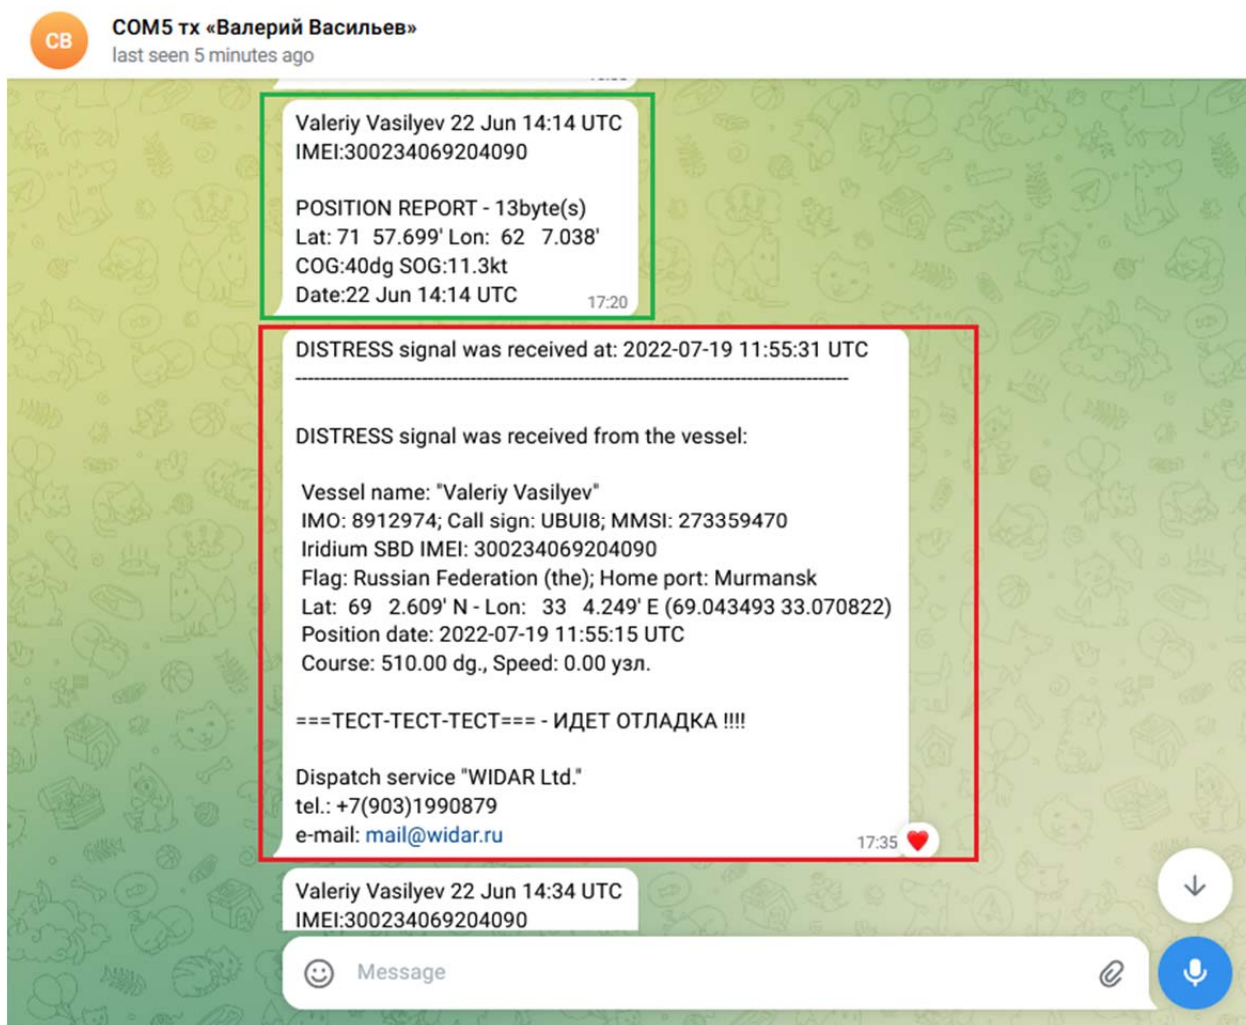 СВ
COM5 тх «Валерий Васильев»
last seen 5 minutes ago
Valeriy Vasilyev 22 Jun 14:14 UTC
IMEI:300234069204090
POSITION REPORT - 13byte(s)
Lat: 71 57.699' Lon: 62 7.038'
COG:40dg SOG:11.3kt
Date:22 Jun 14:14 UTC
17:20
DISTRESS signal was received at: 2022-07-19 11:55:31 UTC
--------------------------------------------------------------------------------------------
DISTRESS signal was received from the vessel:
Vessel name: "Valeriy Vasilyev"
IMO: 8912974; Call sign: UBUI8; MMSI: 273359470
Iridium SBD IMEI: 300234069204090
Flag: Russian Federation (the); Home port: Murmansk
Lat: 69 2.609' N - Lon: 33 4.249' E (69.043493 33.070822)
Position date: 2022-07-19 11:55:15 UTC
Course: 510.00 dg., Speed: 0.00 узл.
===ТЕСТ-ТЕСТ-ТЕСТ=== - ИДЕТ ОТЛАДКА !!!!
Dispatch service "WIDAR Ltd."
tel.: +7(903)1990879
e-mail: mail@widar.ru
17:35
Valeriy Vasilyev 22 Jun 14:34 UTC
IMEI:300234069204090
Message